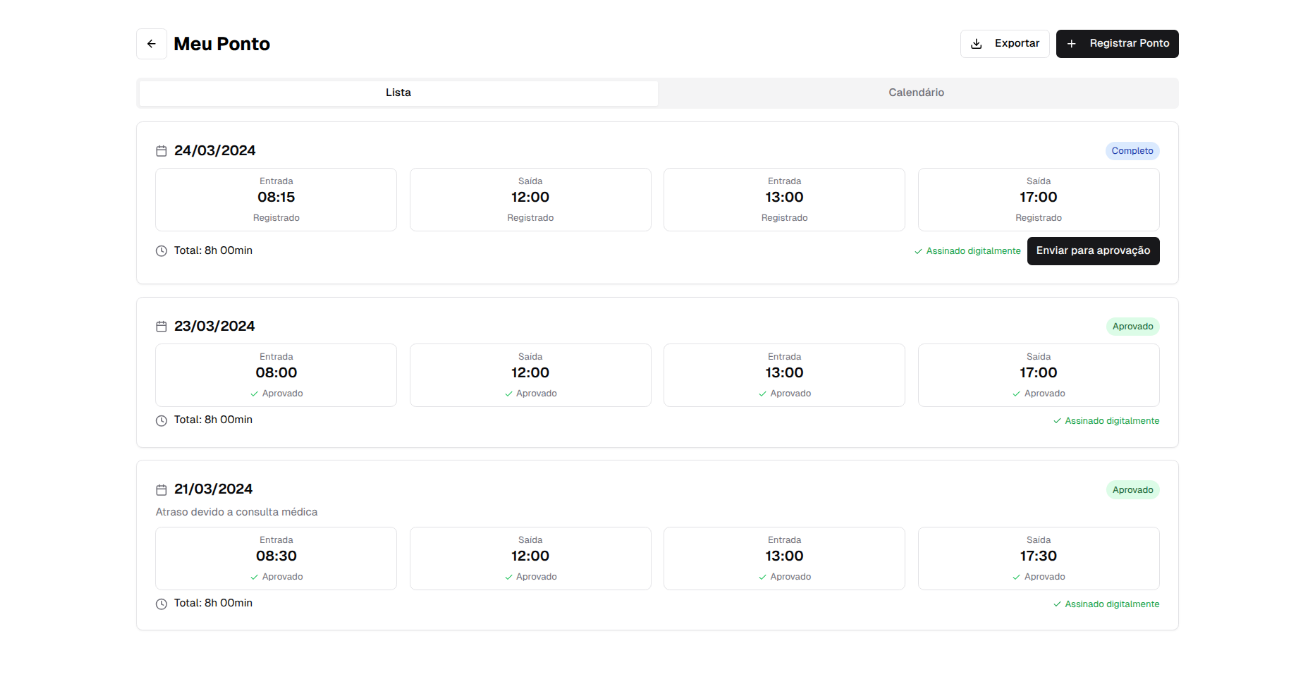 Meu Ponto
Exportar
Registrar Ponto
Lista
Calendário
24/03/2024
Completo
Entrada
08:15
Registrado
Saída
12:00
Registrado
Entrada
13:00
Registrado
Saída
17:00
Registrado
Total: 8h 00min
Assinado digitalmente
Enviar para aprovação
23/03/2024
Aprovado
Entrada
08:00
Aprovado
Saída
12:00
Aprovado
Entrada
13:00
Aprovado
Saída
17:00
Aprovado
Total: 8h 00min
Assinado digitalmente
21/03/2024
Aprovado
Atraso devido a consulta médica
Entrada
08:30
Aprovado
Saída
12:00
Aprovado
Entrada
13:00
Aprovado
Saída
17:30
Aprovado
Total: 8h 00min
Assinado digitalmente